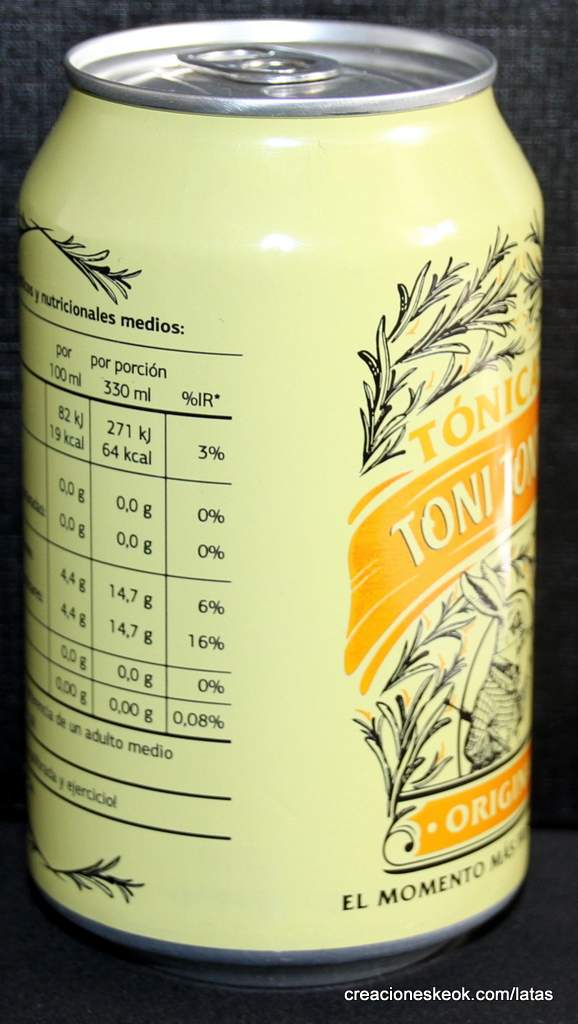 y nutricionales medios:
por 100 ml por porción 330 ml %IR*
82 kJ 271 kJ
19 kcal 64 kcal 3%
0,0 g 0,0 g 0%
0,0 g 0,0 g 0%
4,4 g 14,7 g 6%
4,4 g 14,7 g 16%
0,0 g 0,0 g 0%
0,00 g 0,00 g 0,08%
de un adulto medio
y ejercicio!
TÓNICA
TONI
ORIGIN
EL MOMENTO MÁS
creacioneskeok.com/latas